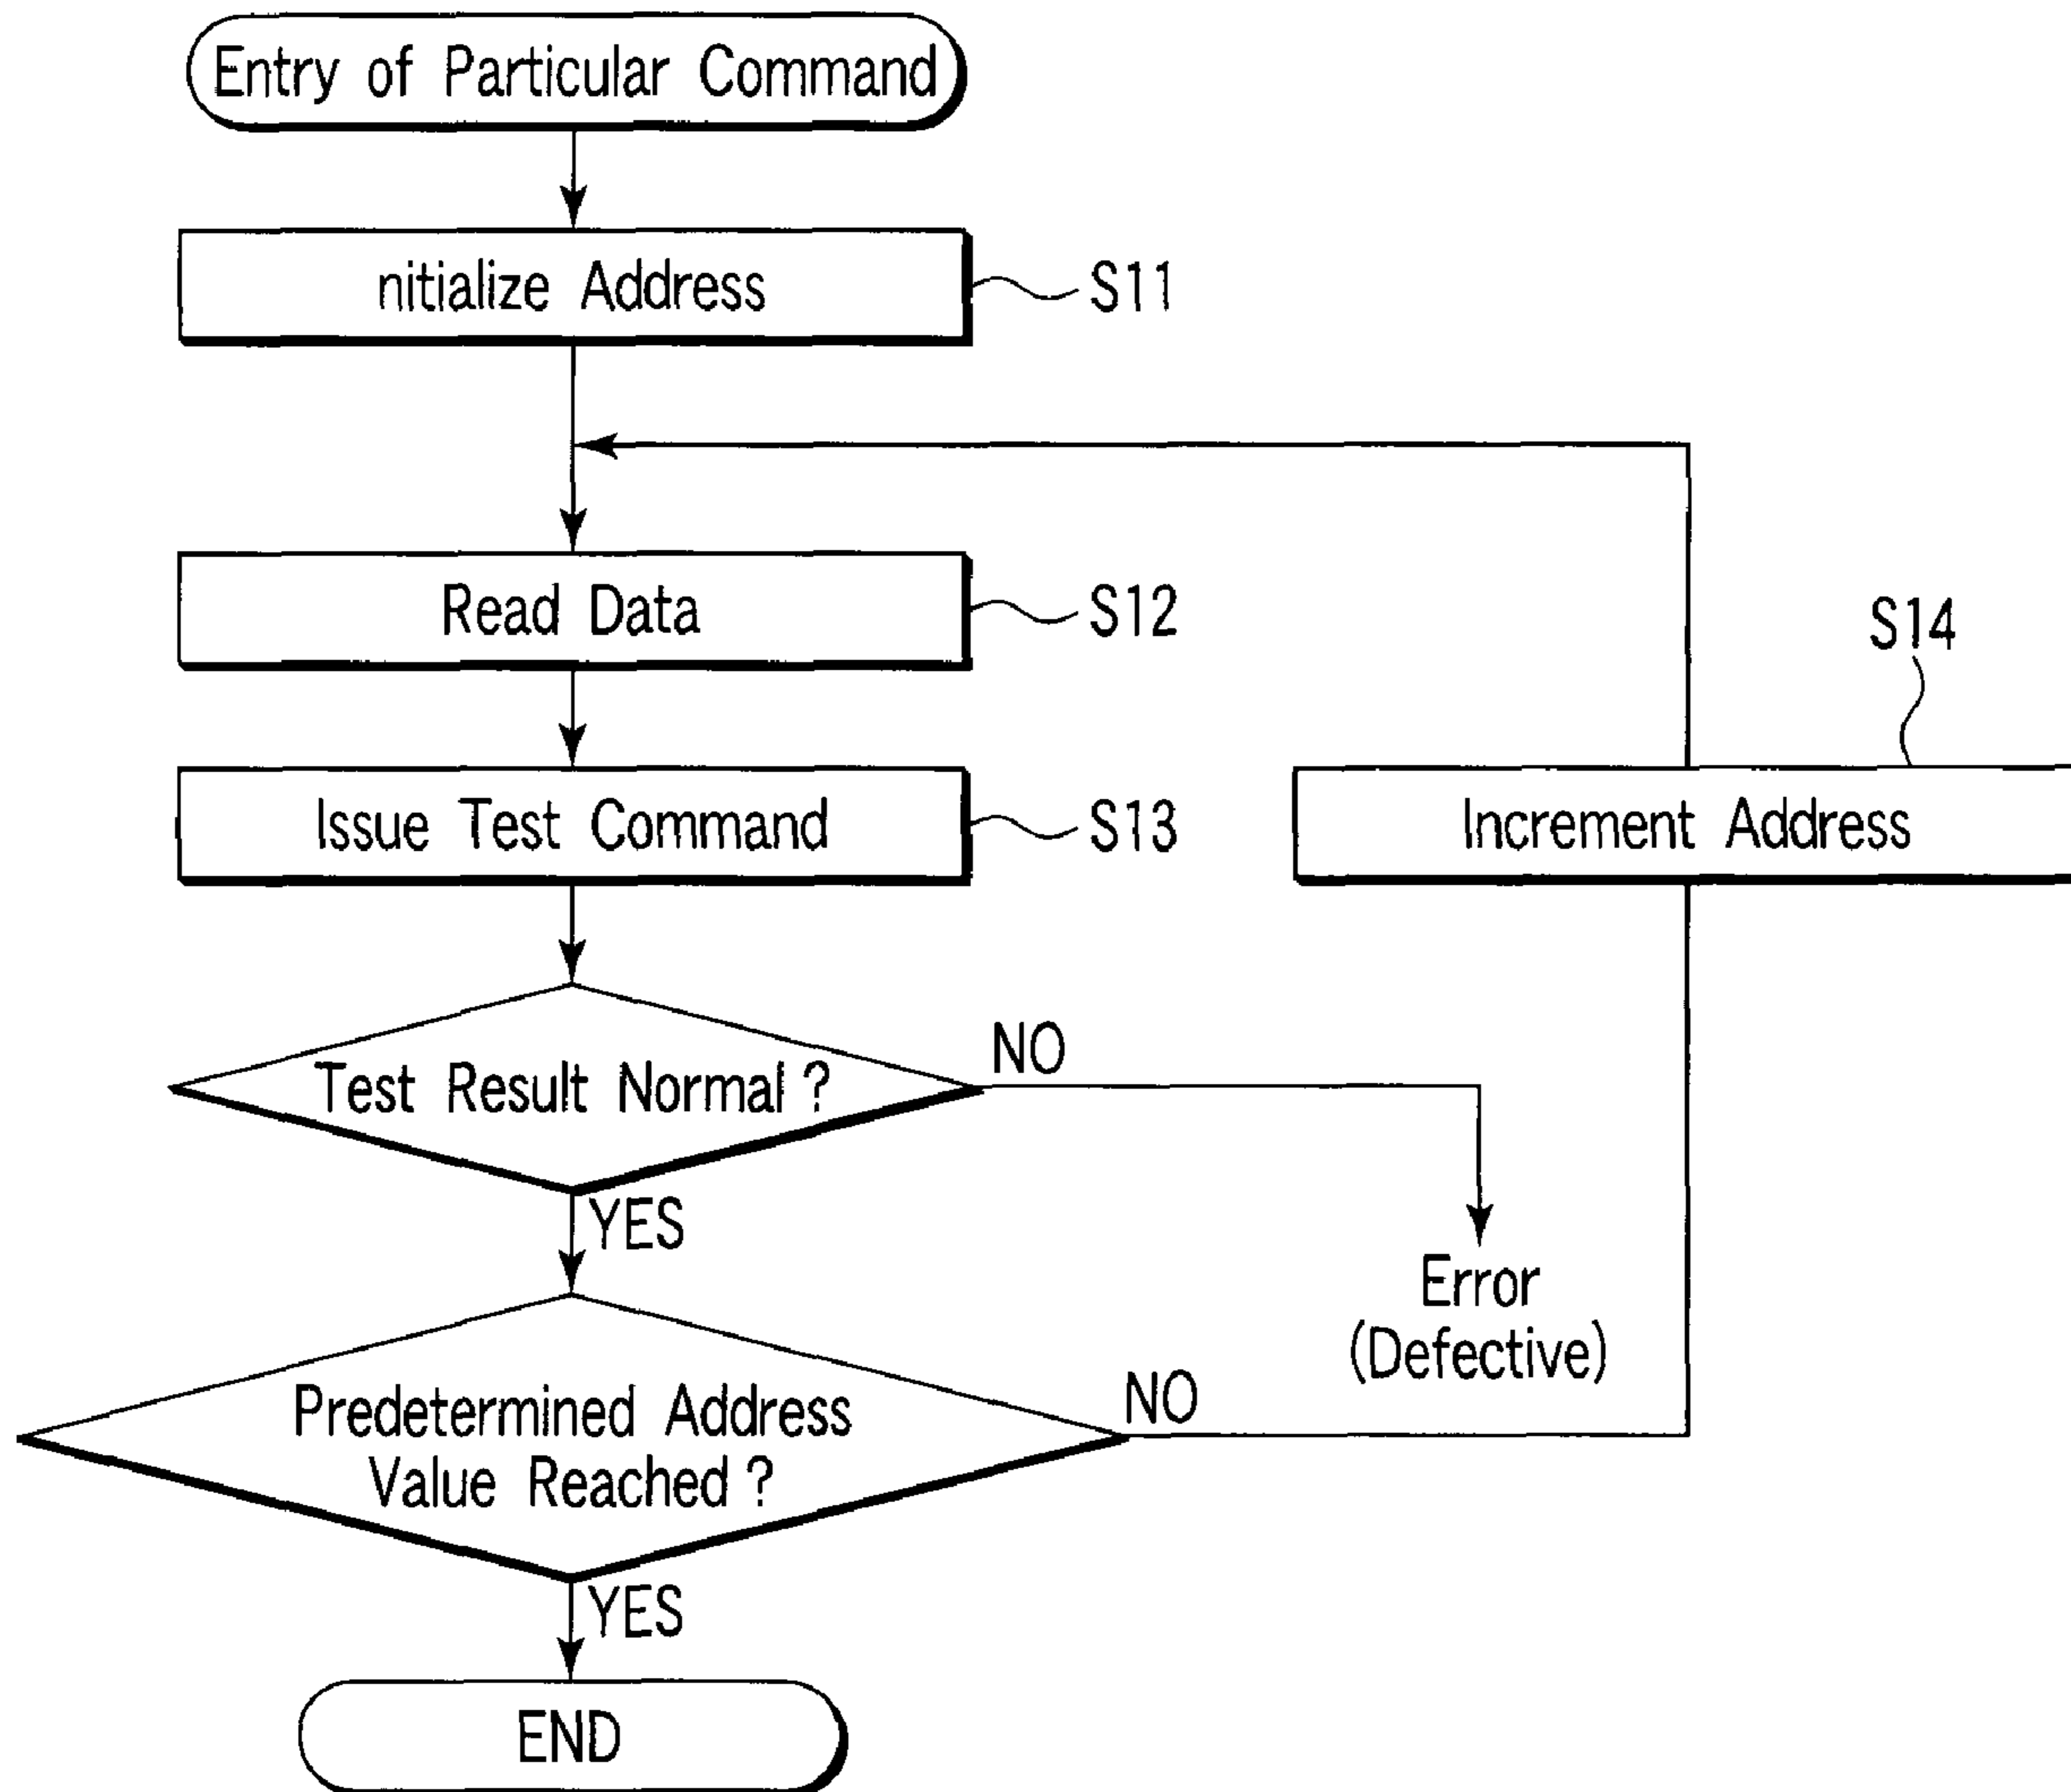 Entry of Particular Command
nitialize Address
S11
Read Data
S12
S14
Issue Test Command
S13
Increment Address
Test Result Normal ?
NO
YES
Error
(Defective)
Predetermined Address
Value Reached ?
NO
YES
END